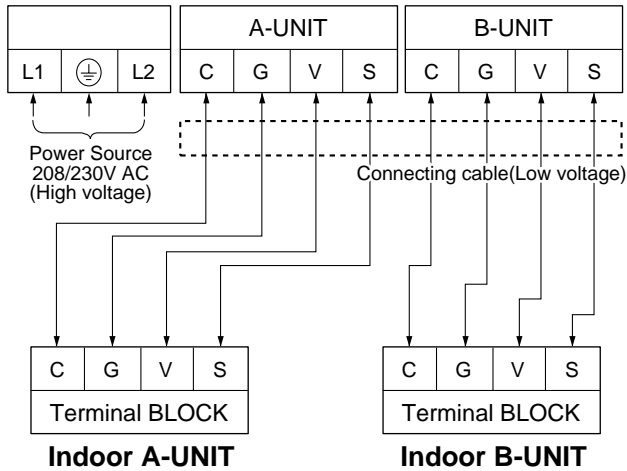 A-UNIT B-UNIT
L1 L2 C G V S C G V S
Power Source
208/230V AC
(High voltage)
Connecting cable(Low voltage)
C G V S
Terminal BLOCK
Indoor A-UNIT
C G V S
Terminal BLOCK
Indoor B-UNIT